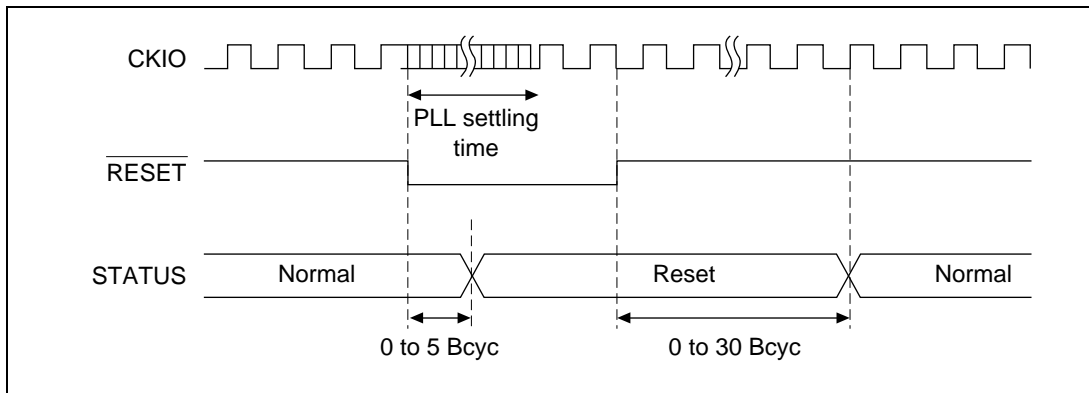 CKIO
PLL settling
time
RESET
STATUS
Normal
Reset
Normal
0 to 5 Bcyc
0 to 30 Bcyc